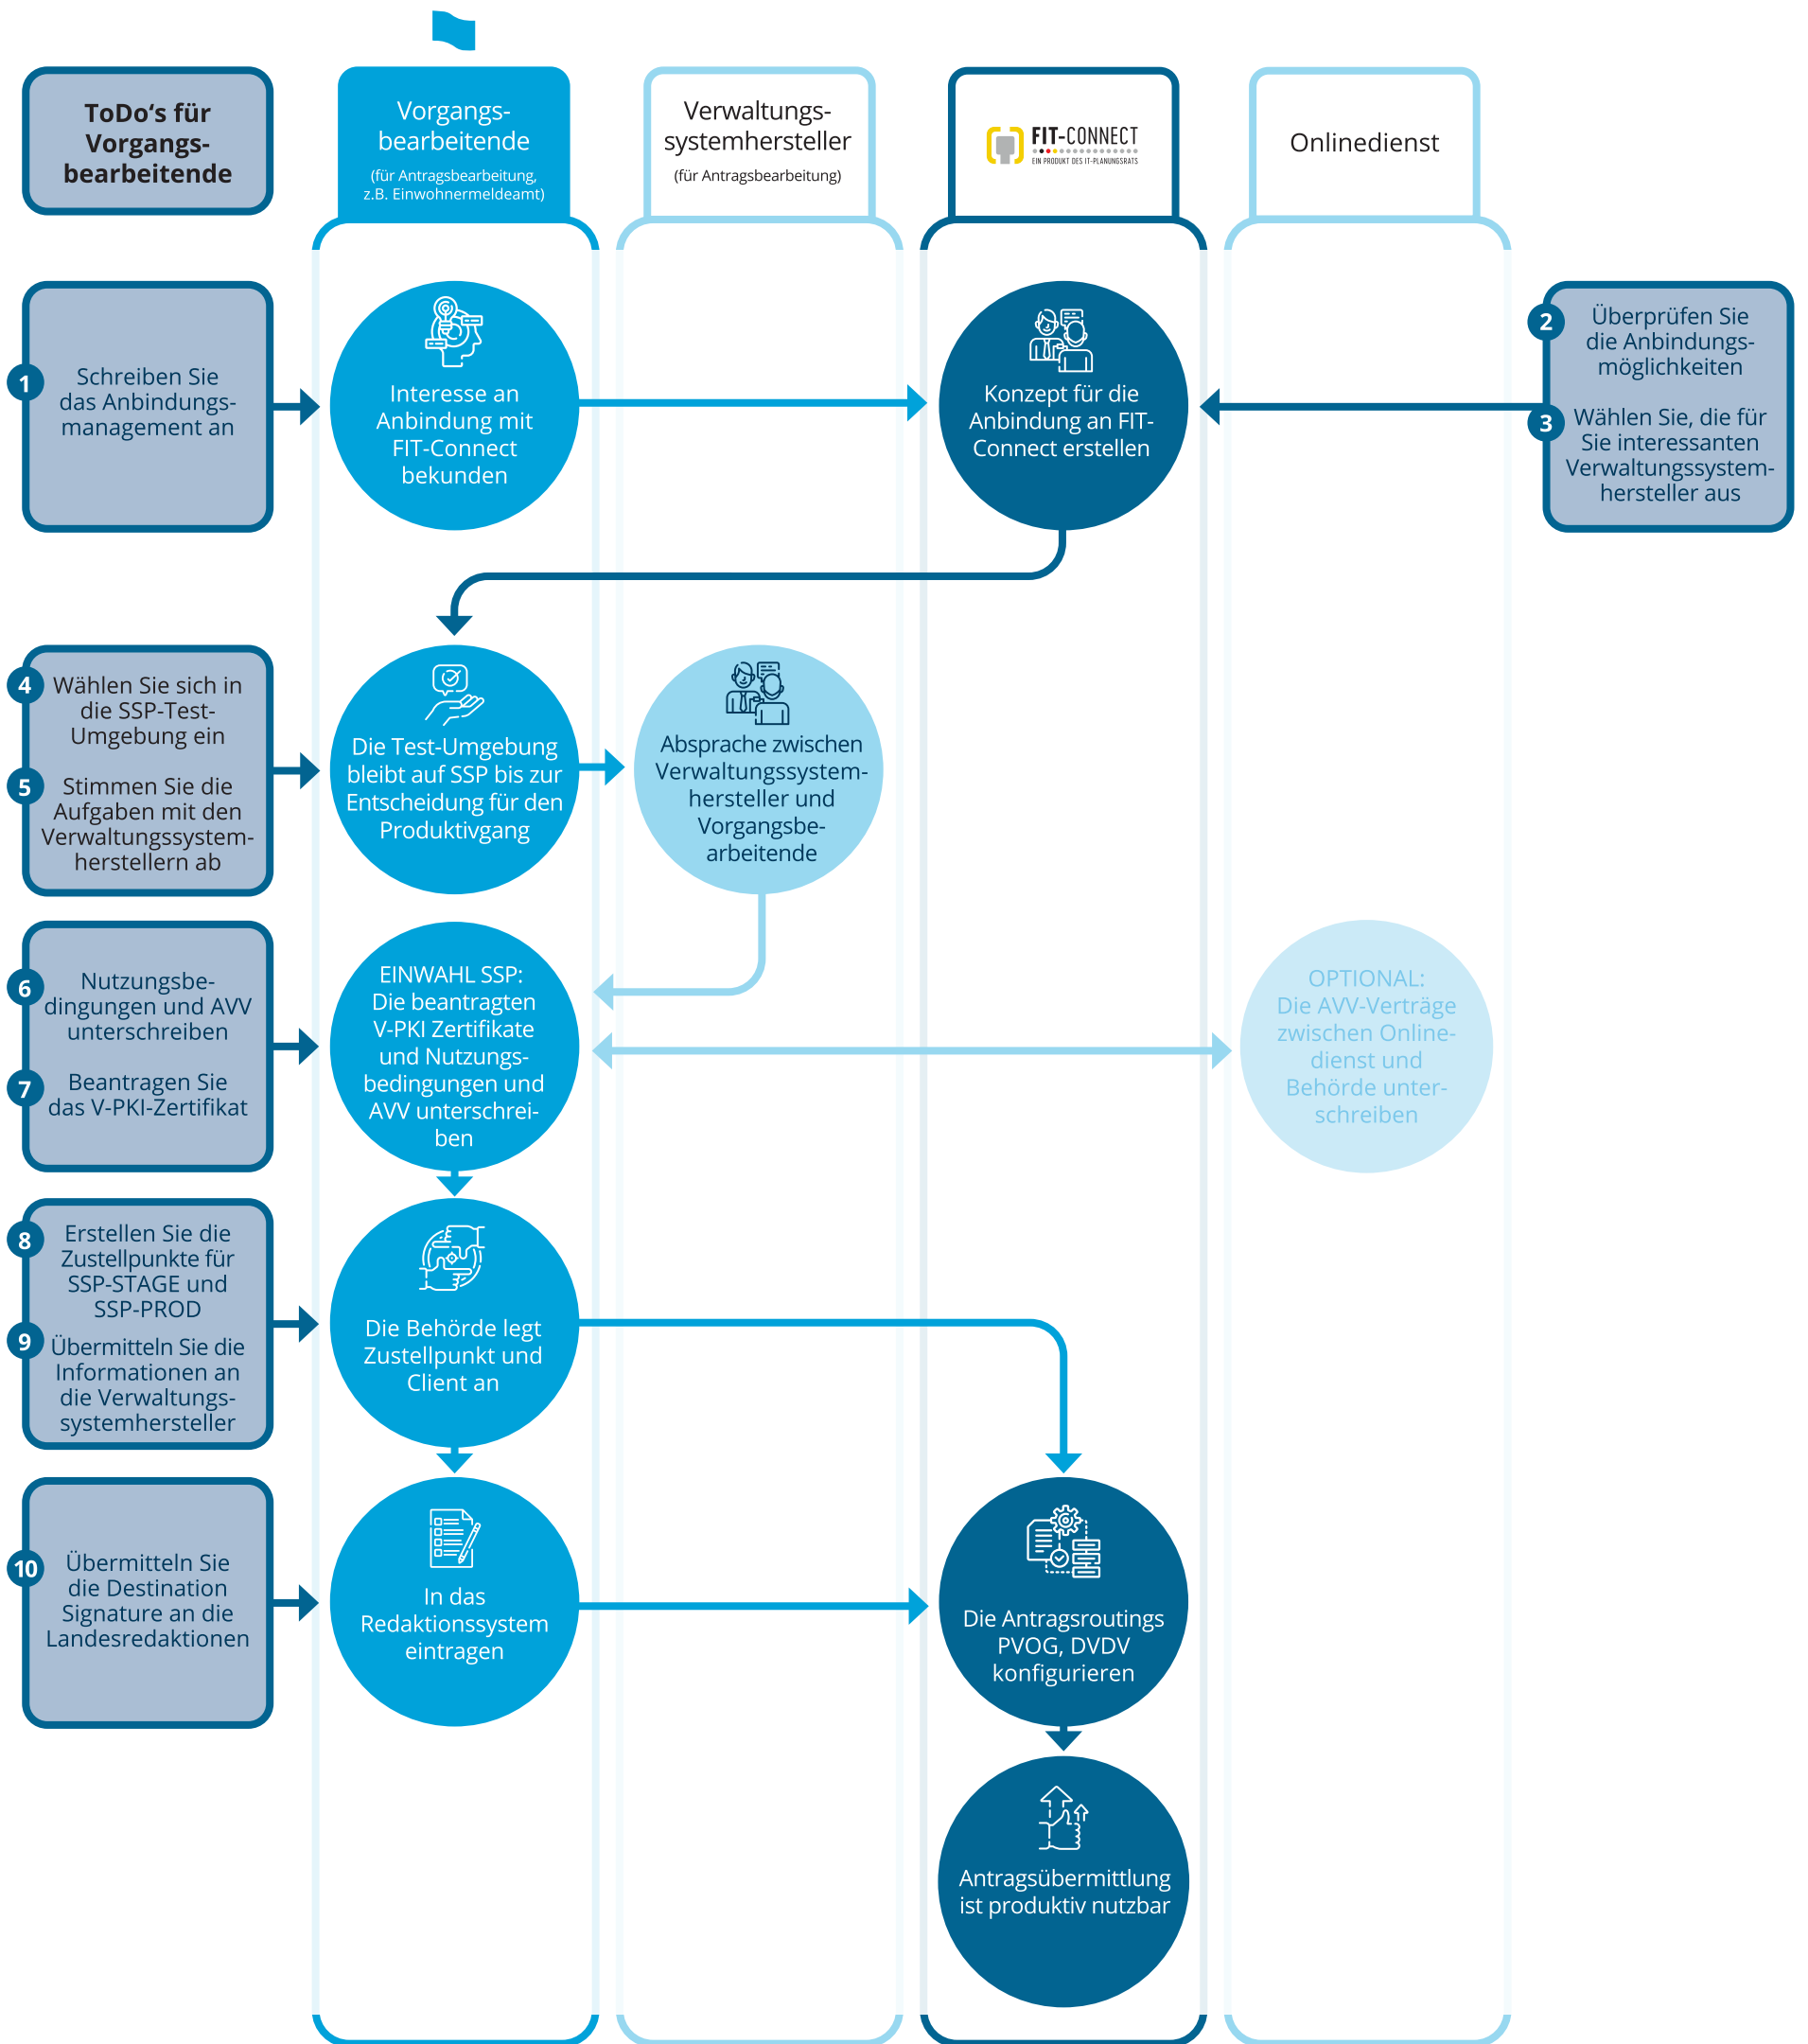 ToDo‘s für
Vorgangs-
bearbeitende
Vorgangs-
bearbeitende
(für Antragsbearbeitung,
z.B. Einwohnermeldeamt)
Verwaltungs-
systemhersteller
(für Antragsbearbeitung)
FIT-CONNECT
EIN PRODUKT DES IT-PLANUNGSRATS
Onlinedienst
1
Schreiben Sie
das Anbindungs-
management an
Interesse an
Anbindung mit
FIT-Connect
bekunden
Konzept für die
Anbindung an FIT-
Connect erstellen
2
Überprüfen Sie
die Anbindungs-
möglichkeiten
3
Wählen Sie, die für
Sie interessanten
Verwaltungssystem-
hersteller aus
4
Wählen Sie sich in
die SSP-Test-
Umgebung ein
5
Stimmen Sie die
Aufgaben mit den
Verwaltungssystem-
herstellern ab
Die Test-Umgebung
bleibt auf SSP bis zur
Entscheidung für den
Produktivgang
Absprache zwischen
Verwaltungssystem-
hersteller und
Vorgangsbe-
arbeitende
6
Nutzungsbe-
dingungen und AVV
unterschreiben
7
Beantragen Sie
das V-PKI-Zertifikat
EINWAHL SSP:
Die beantragten
V-PKI Zertifikate
und Nutzungs-
bedingungen und
AVV unterschrei-
ben
OPTIONAL:
Die AVV-Verträge
zwischen Online-
dienst und
Behörde unter-
schreiben
8
Erstellen Sie die
Zustellpunkte für
SSP-STAGE und
SSP-PROD
9
Übermitteln Sie die
Informationen an
die Verwaltungs-
systemhersteller
Die Behörde legt
Zustellpunkt und
Client an
10
Übermitteln Sie
die Destination
Signature an die
Landesredaktionen
In das
Redaktionssystem
eintragen
Die Antragsroutings
PVOG, DVDV
konfigurieren
Antragsübermittlung
ist produktiv nutzbar